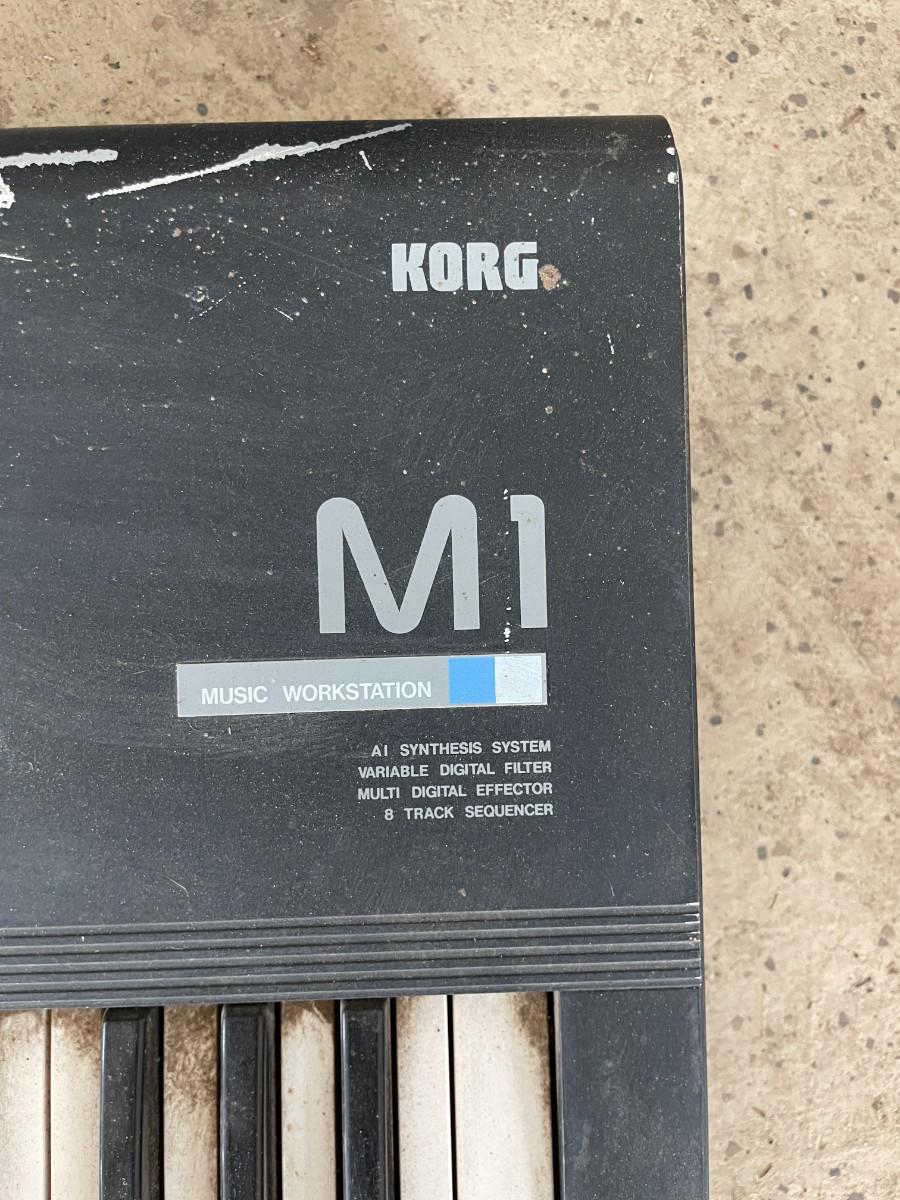 KORG
M1
MUSIC WORKSTATION
AI SYNTHESIS SYSTEM
VARIABLE DIGITAL FILTER
MULTI DIGITAL EFFECTOR
8 TRACK SEQUENCER